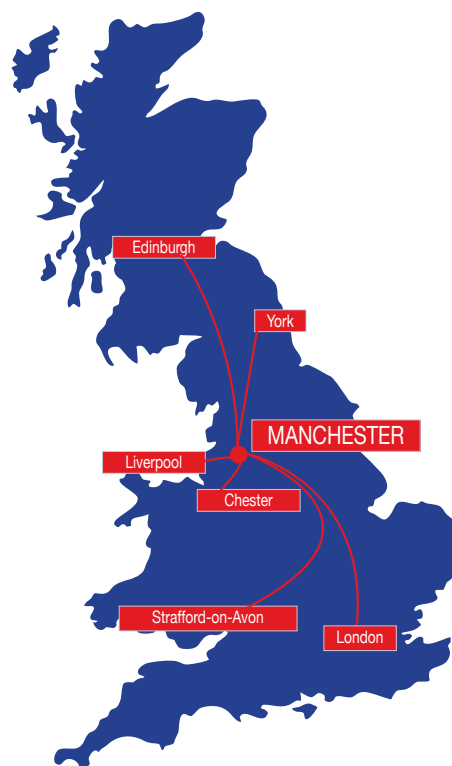 Edinburgh
York
MANCHESTER
Liverpool
Chester
Strafford-on-Avon
London